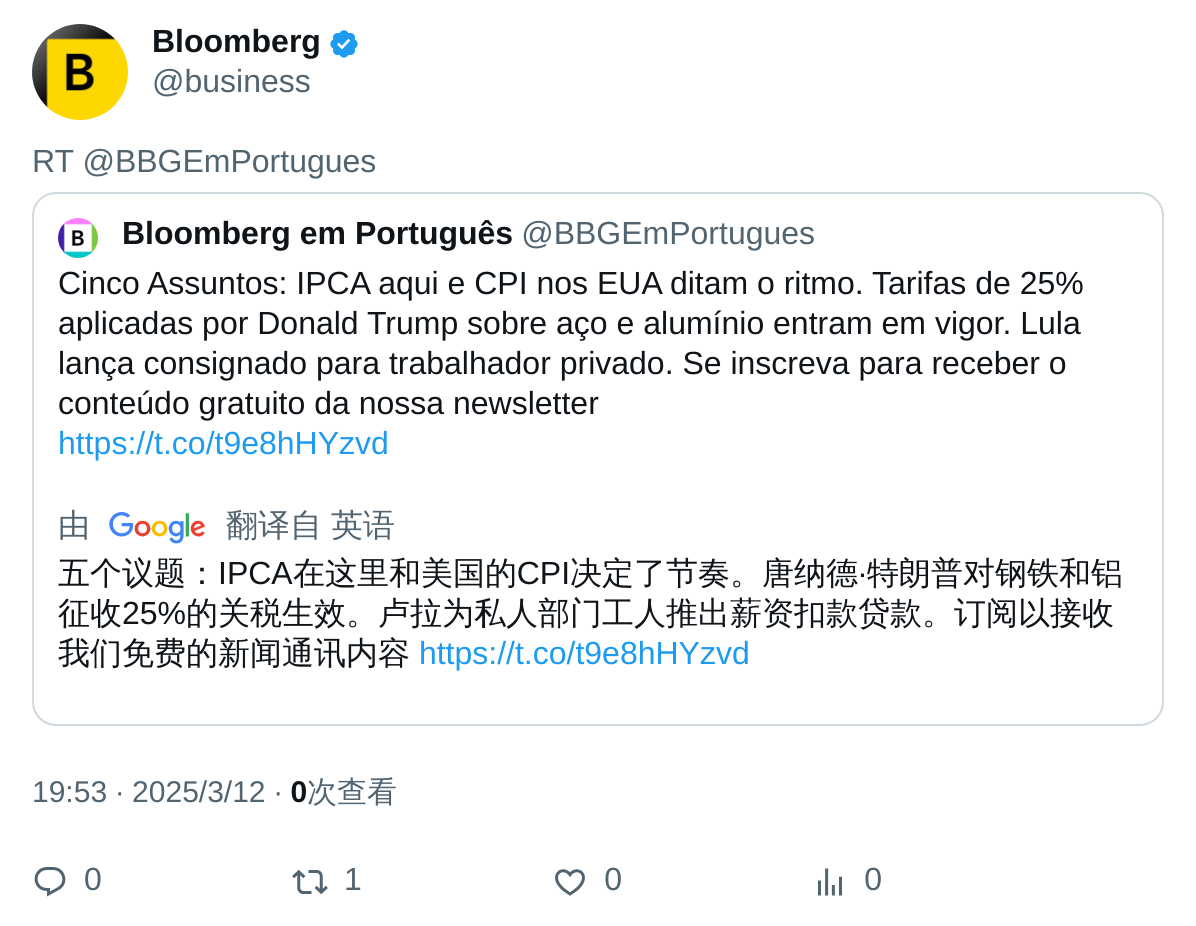 Bloomberg
@business
RT @BBGEmPortugues
B
B
Bloomberg em Português @BBGEmPortugues
Cinco Assuntos: IPCA aqui e CPI nos EUA ditam o ritmo. Tarifas de 25%
aplicadas por Donald Trump sobre aço e alumínio entram em vigor. Lula
lança consignado para trabalhador privado. Se inscreva para receber o
conteúdo gratuito da nossa newsletter
https://t.co/t9e8hHYzvd
由 Google 翻译自 英语
五个议题：IPCA在这里和美国的CPI决定了节奏。唐纳德·特朗普对钢铁和铝
征收25%的关税生效。卢拉为私人部门工人推出薪资扣款贷款。订阅以接收
我们免费的新闻通讯内容 https://t.co/t9e8hHYzvd
19:53 · 2025/3/12 · 0次查看
0 1 0 0